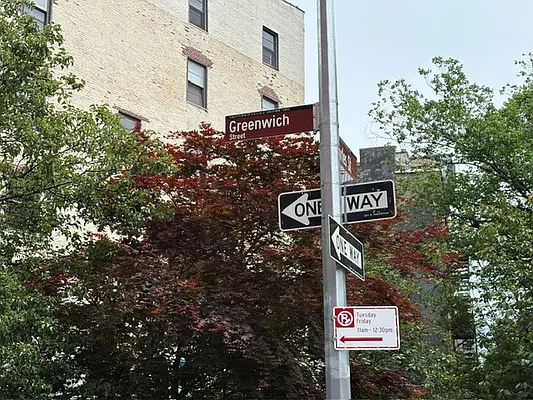 Greenwich
Street
ONE WAY
ONE WAY
P
Tuesday
Friday
11am - 12:30pm